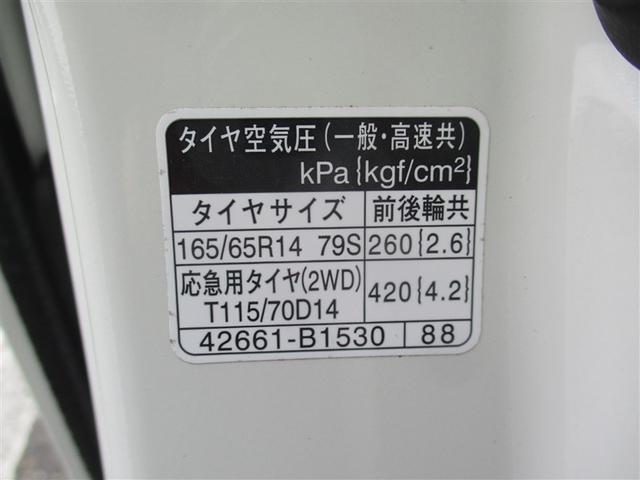 タイヤ空気圧(一般・高速共)
kPa{kgf/cm²}
タイヤサイズ 前後輪共
165/65R14 79S 260{2.6}
応急用タイヤ(2WD)
T115/70D14 420{4.2}
42661-B1530 88